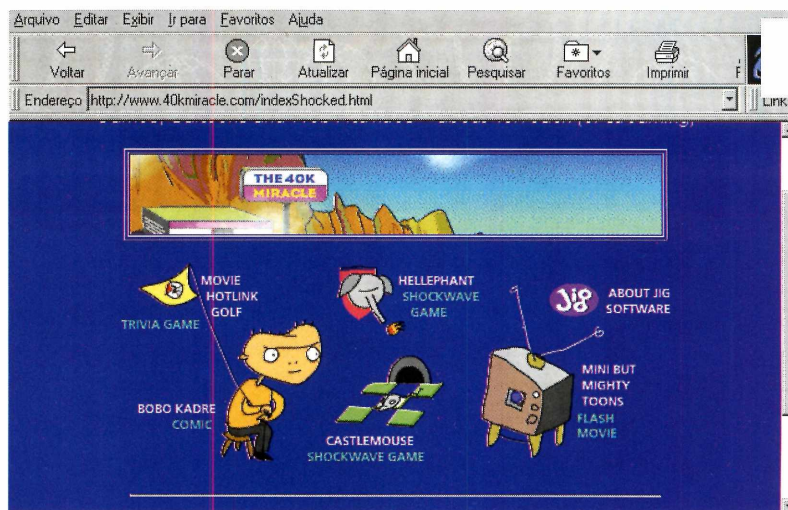 Arquivo Editar Exibir Ir para Favoritos Ajuda
Voltar Avançar Parar Atualizar Página inicial Pesquisar Favoritos Imprimir F
Endereço http://www.40kmiracle.com/indexShocked.html
THE 40K
MIRACLE
MOVIE
HOTLINK
GOLF
TRIVIA GAME
HELLEPHANT
SHOCKWAVE
GAME
Jig
ABOUT JIG
SOFTWARE
BOBO KADRE
COMIC
CASTLEMOUSE
SHOCKWAVE GAME
MINI BUT
MIGHTY
TOONS
FLASH
MOVIE